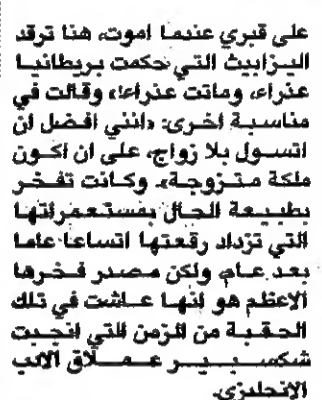 على قبري عندما اموت، هنا ترقد
اليزابيث التي حكمت بريطانيا
عذراء، وماتت عذراء!، وقالت في
مناسبة اخرى: «انني افضل ان
اتسول بلا زواج، على ان اكون
ملكة متزوجة». وكانت تفخر
بطبيعة الحال بمستعمراتها
التي تزداد رقعتها اتساعا عاما
بعد عام، ولكن مصدر فخرها
الاعظم هو انها عاشت في تلك
الحقبة من الزمن التي انجبت
شكسبير عملاق الادب
الانجليزي.